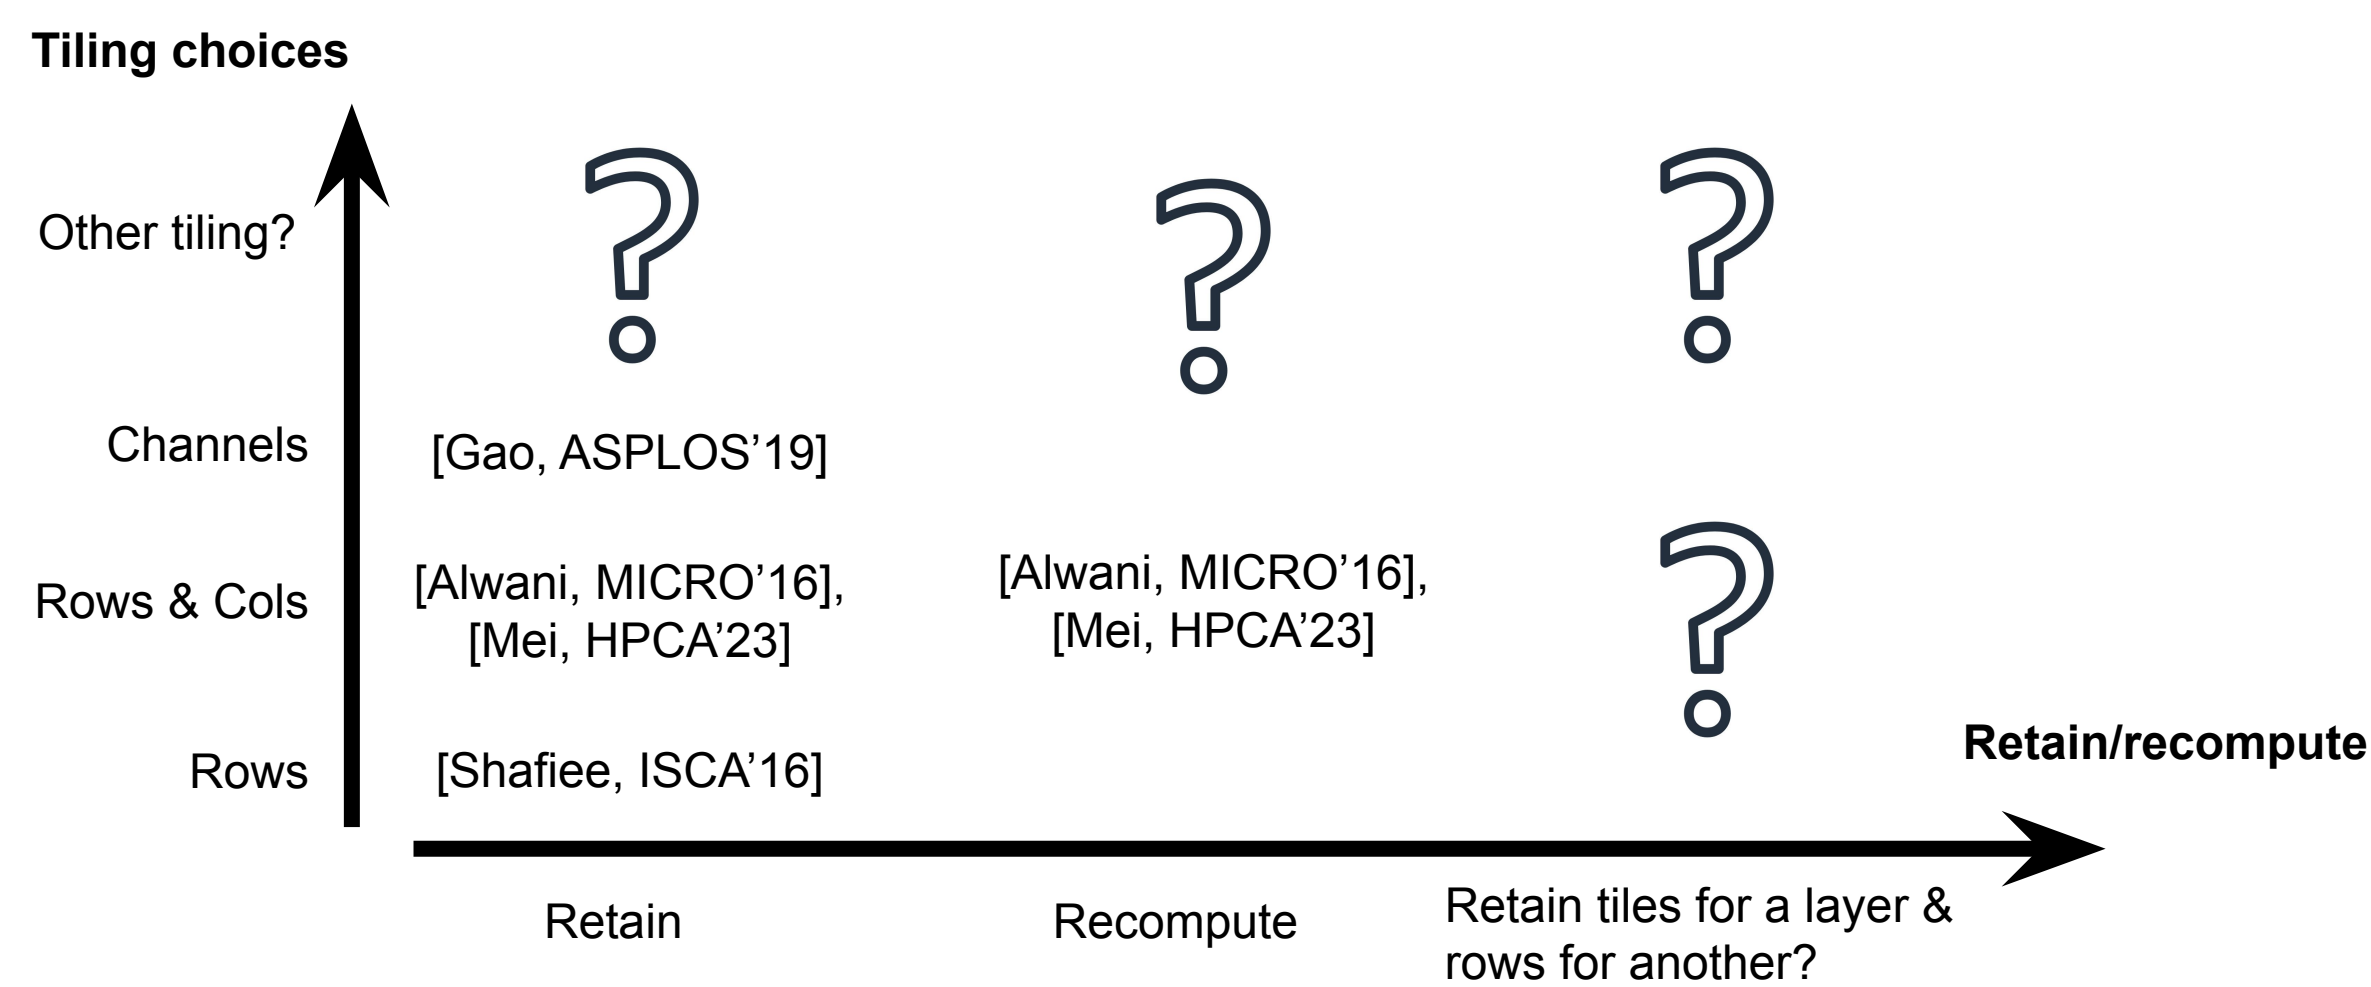 Tiling choices
Other tiling?
Channels
[Gao, ASPLOS’19]
Rows & Cols
[Alwani, MICRO’16],
[Mei, HPCA’23]
[Alwani, MICRO’16],
[Mei, HPCA’23]
Rows
[Shafiee, ISCA’16]
Retain/recompute
Retain
Recompute
Retain tiles for a layer &
rows for another?